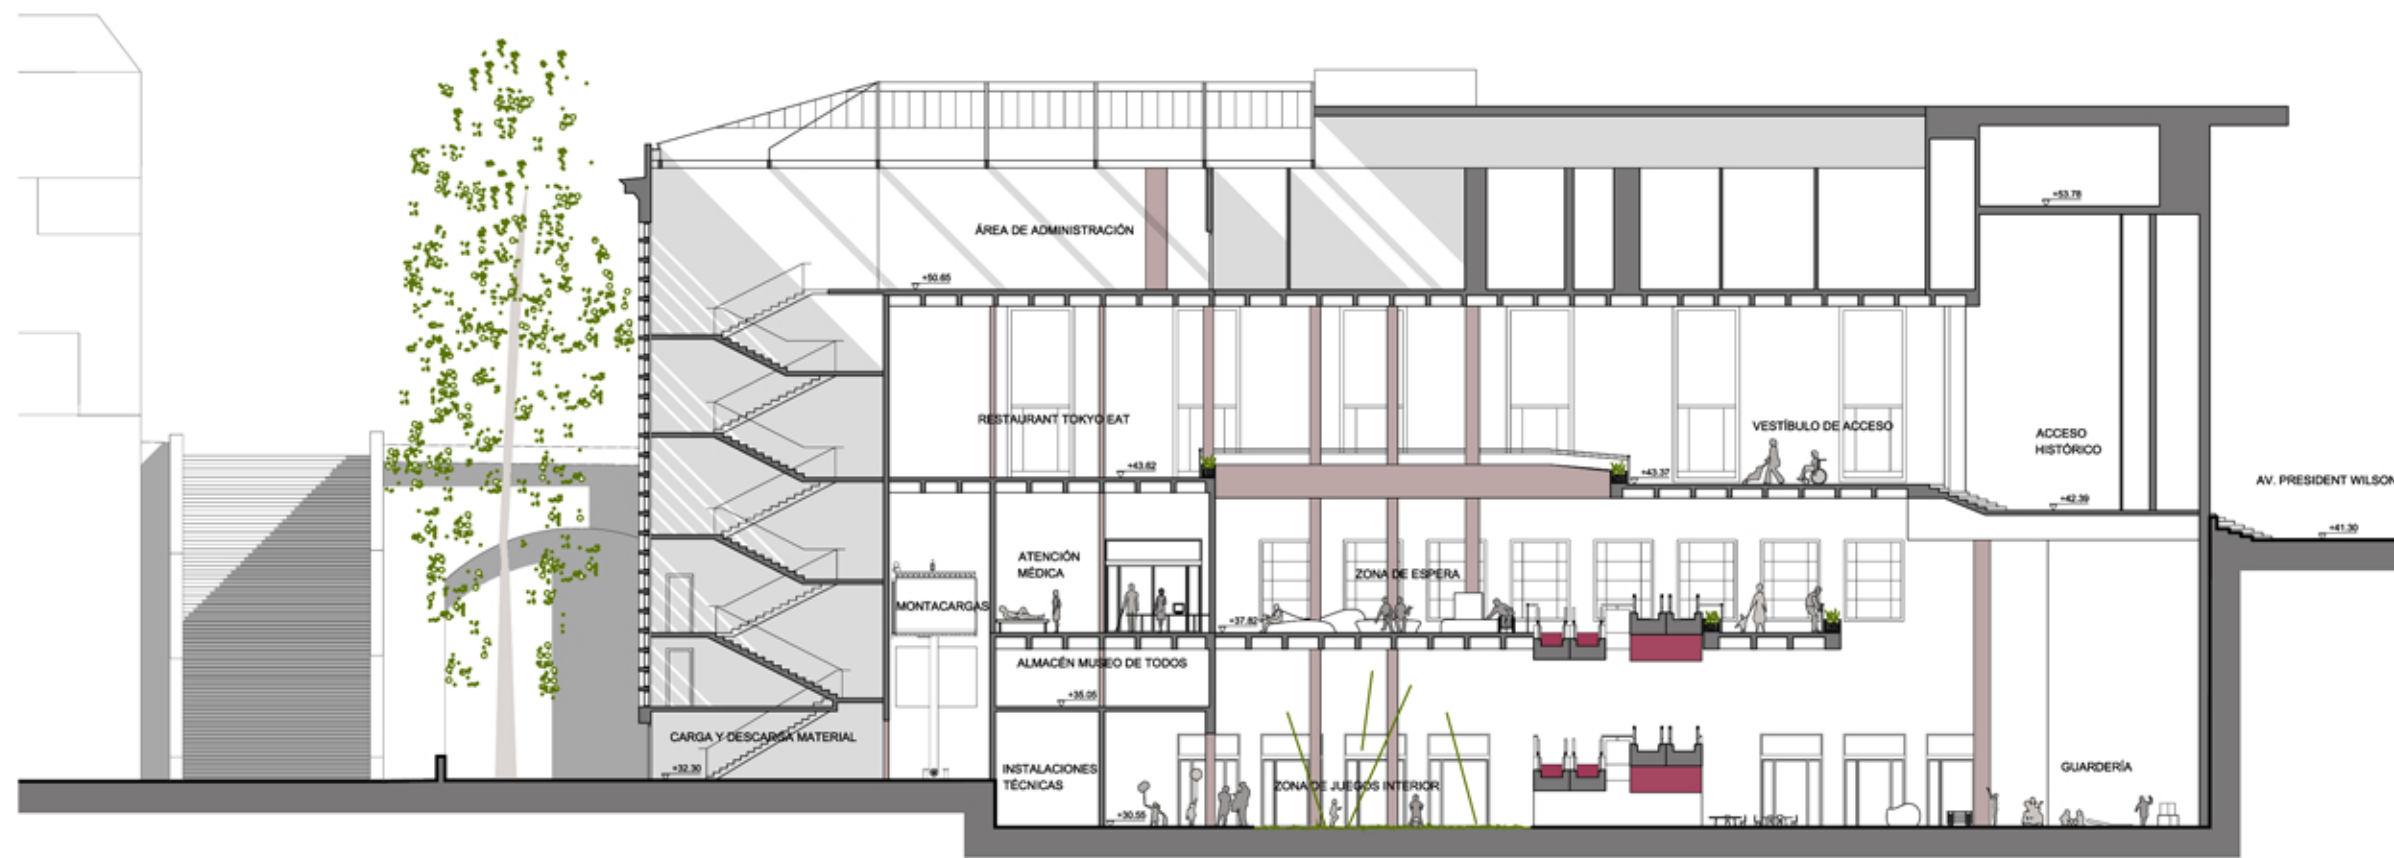 +53.78
ÁREA DE ADMINISTRACIÓN
+50.65
RESTAURANT TOKYO EAT
VESTÍBULO DE ACCESO
ACCESO
HISTÓRICO
+43.62
+43.37
AV. PRESIDENT WILSON
+42.39
+41.30
ATENCIÓN
MÉDICA
ZONA DE ESPERA
MONTACARGAS
+37.82
ALMACÉN MUSEO DE TODOS
+35.05
CARGA Y DESCARGA MATERIAL
+32.30
INSTALACIONES
TÉCNICAS
ZONA DE JUEGOS INTERIOR
GUARDERÍA
+30.55